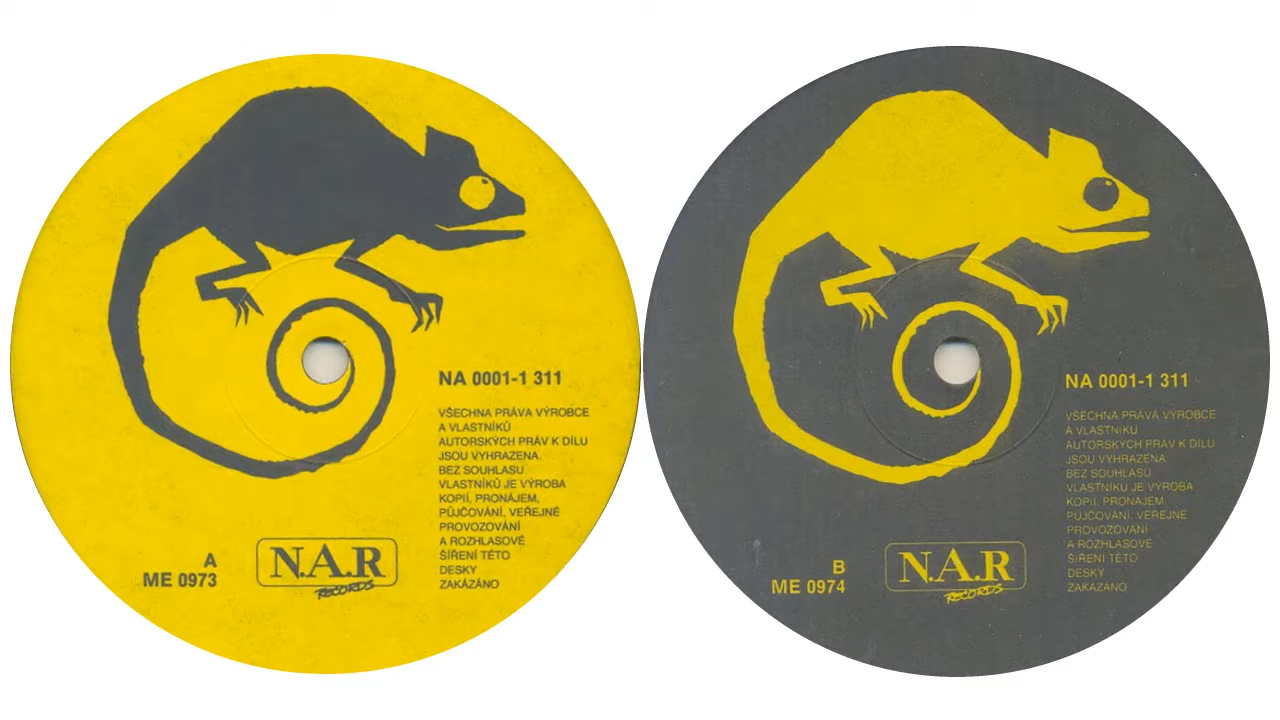 NA 0001-1 311
VŠECHNA PRÁVA VÝROBCE
A VLASTNÍKŮ
AUTORSKÝCH PRÁV K DÍLU
JSOU VYHRAZENA.
BEZ SOUHLASU
VLASTNÍKŮ JE VÝROBA
KOPIÍ, PRONÁJEM,
PŮJČOVÁNÍ, VEŘEJNÉ
PROVOZOVÁNÍ
A ROZHLASOVÉ
ŠÍŘENÍ TÉTO
DESKY
ZAKÁZÁNO
A
ME 0973
N.A.R
RECORDS
NA 0001-1 311
VŠECHNA PRÁVA VÝROBCE
A VLASTNÍKŮ
AUTORSKÝCH PRÁV K DÍLU
JSOU VYHRAZENA.
BEZ SOUHLASU
VLASTNÍKŮ JE VÝROBA
KOPIÍ, PRONÁJEM,
PŮJČOVÁNÍ, VEŘEJNÉ
PROVOZOVÁNÍ
A ROZHLASOVÉ
ŠÍŘENÍ TÉTO
DESKY
ZAKÁZÁNO
B
ME 0974
N.A.R
RECORDS